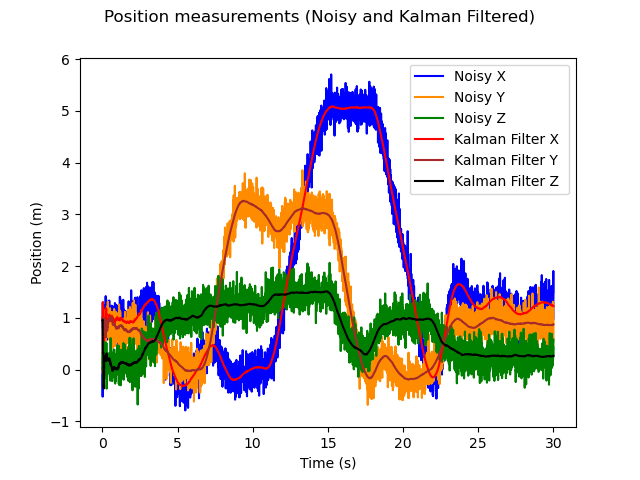 Position measurements (Noisy and Kalman Filtered)
6
5
4
3
2
1
0
−1
Position (m)
Noisy X
Noisy Y
Noisy Z
Kalman Filter X
Kalman Filter Y
Kalman Filter Z
0 5 10 15 20 25 30
Time (s)